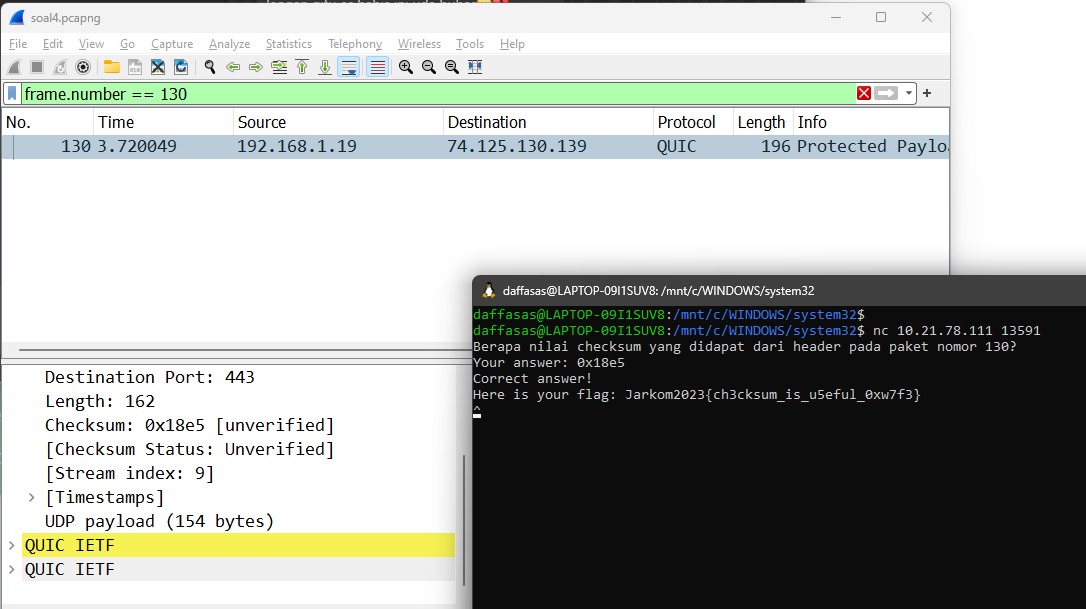 soal4.pcapng
File Edit View Go Capture Analyze Statistics Telephony Wireless Tools Help
frame.number == 130
No. Time Source Destination Protocol Length Info
130 3.720049 192.168.1.19 74.125.130.139 QUIC 196 Protected Paylo
Destination Port: 443
Length: 162
Checksum: 0x18e5 [unverified]
[Checksum Status: Unverified]
[Stream index: 9]
[Timestamps]
UDP payload (154 bytes)
QUIC IETF
QUIC IETF
daffasas@LAPTOP-09I1SUV8: /mnt/c/WINDOWS/system32
daffasas@LAPTOP-09I1SUV8:/mnt/c/WINDOWS/system32$
daffasas@LAPTOP-09I1SUV8:/mnt/c/WINDOWS/system32$ nc 10.21.78.111 13591
Berapa nilai checksum yang didapat dari header pada paket nomor 130?
Your answer: 0x18e5
Correct answer!
Here is your flag: Jarkom2023{ch3cksum_is_u5eful_0xw7f3}
^